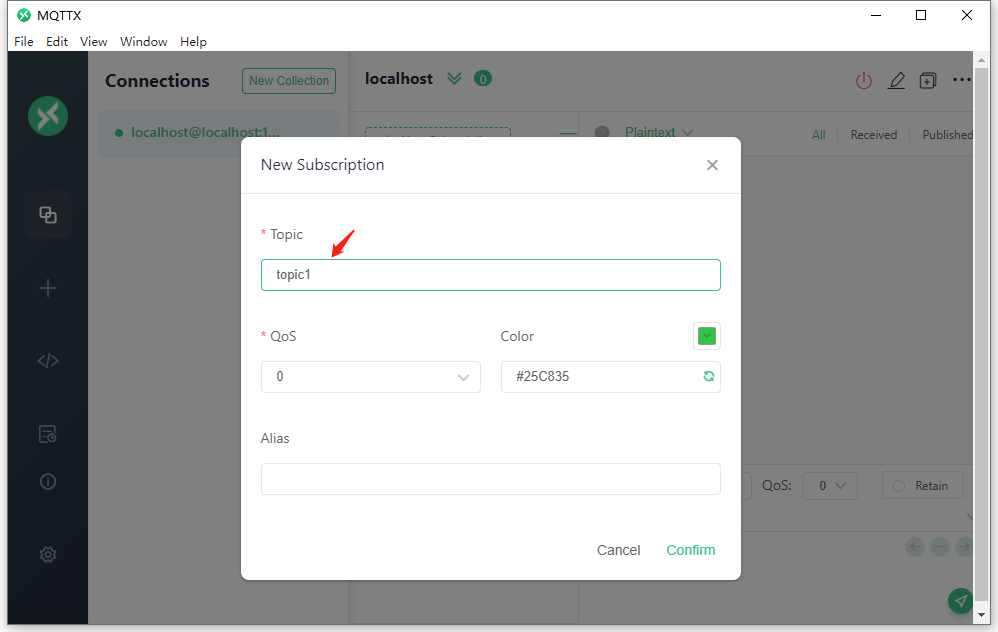 MQTTX
File Edit View Window Help
Connections
New Collection
localhost
0
localhost@localhost:1...
Plaintext
All
Received
Published
New Subscription
* Topic
topic1
* QoS
Color
0
#25C835
Alias
QoS:
0
Retain
Cancel
Confirm